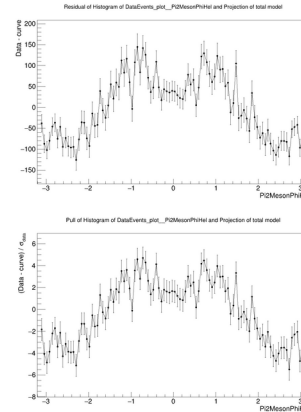 Residual of Histogram of DataEvents_plot__Pi2MesonPhiHel and Projection of total model
Data - curve
200
150
100
50
0
−50
−100
−150
−3 −2 −1 0 1 2 3
Pi2MesonPhiH
Pull of Histogram of DataEvents_plot__Pi2MesonPhiHel and Projection of total model
(Data - curve) / σdata
6
4
2
0
−2
−4
−6
−8
−3 −2 −1 0 1 2 3
Pi2MesonPhiH